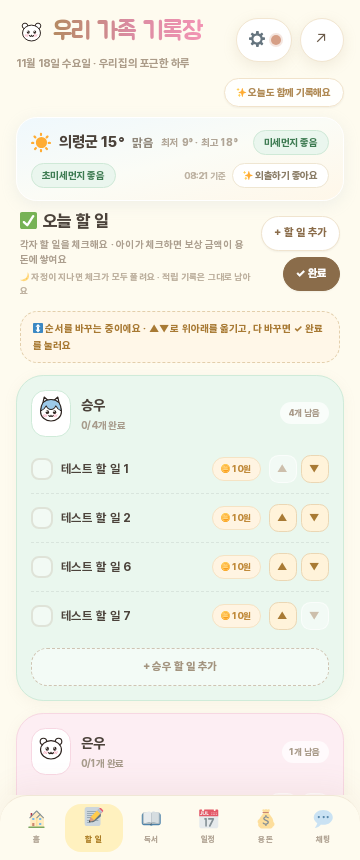 우리 가족 기록장
11월 18일 수요일 · 우리집의 포근한 하루
↗
✨오늘도 함께 기록해요
의령군 15° 맑음 최저 9° · 최고 18° 미세먼지 좋음
초미세먼지 좋음 08:21 기준 ✨ 외출하기 좋아요
✅ 오늘 할 일
+ 할 일 추가
각자 할 일을 체크해요 · 아이가 체크하면 보상 금액이 용
돈에 쌓여요
🌙 자정이 지나면 체크가 모두 풀려요 · 적립 기록은 그대로 남아
요
✓ 완료
↕️ 순서를 바꾸는 중이에요 · ▲▼로 위아래를 옮기고, 다 바꾸면 ✓ 완료
를 눌러요
승우
0/4개 완료
4개 남음
테스트 할 일 1 10원 ▲ ▼
테스트 할 일 2 10원 ▲ ▼
테스트 할 일 6 10원 ▲ ▼
테스트 할 일 7 10원 ▲ ▼
+ 승우 할 일 추가
은우
0/1개 완료
1개 남음
홈 할 일 독서 일정 용돈 채팅